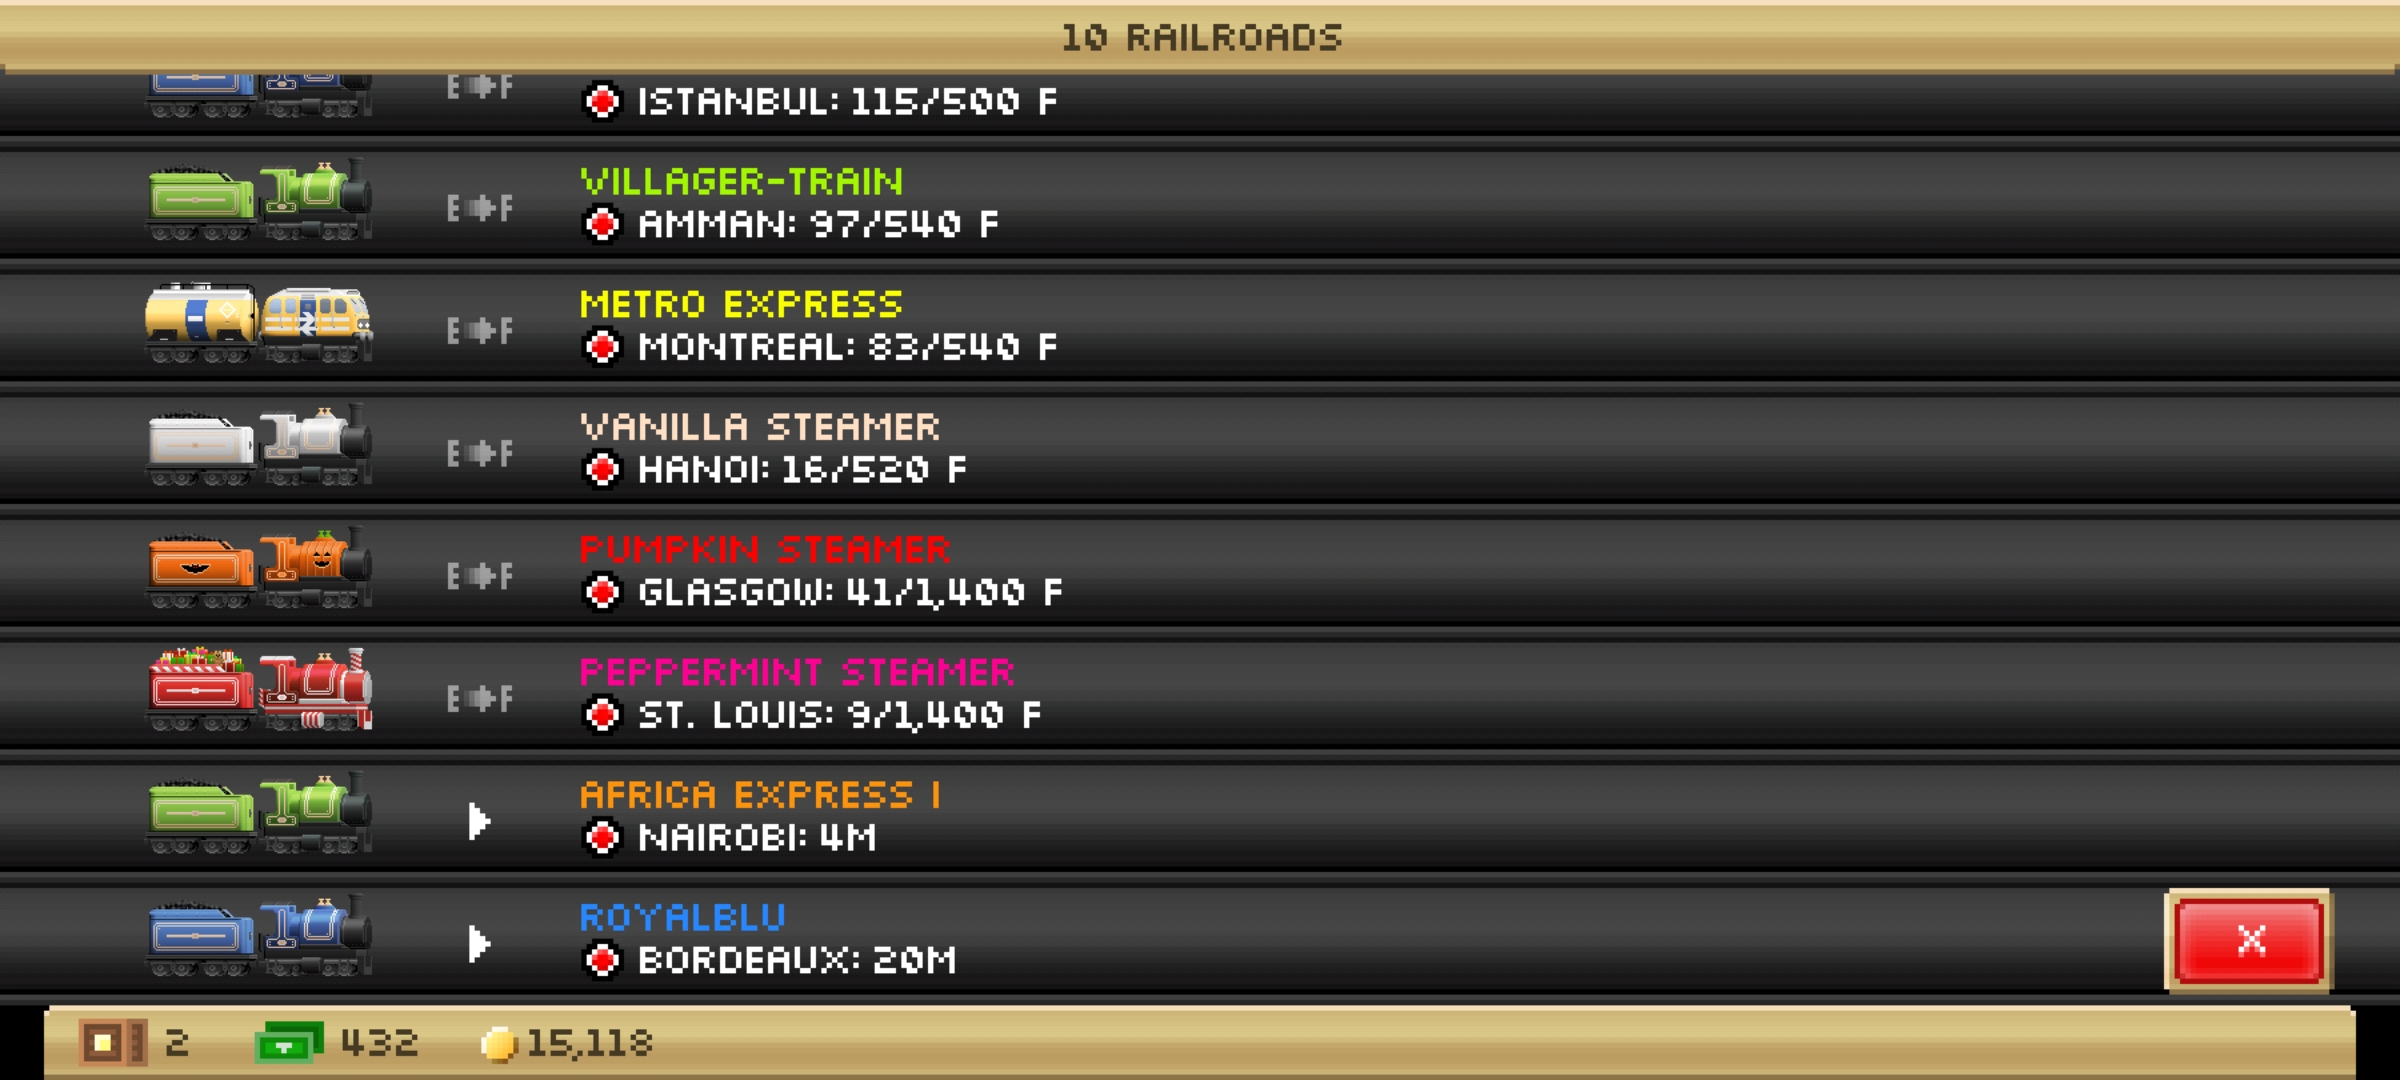 10 RAILROADS
E F
ISTANBUL: 115/500 F
VILLAGER-TRAIN
E F
AMMAN: 97/540 F
METRO EXPRESS
E F
MONTREAL: 83/540 F
VANILLA STEAMER
E F
HANOI: 16/520 F
PUMPKIN STEAMER
E F
GLASGOW: 41/1,400 F
PEPPERMINT STEAMER
E F
ST. LOUIS: 9/1,400 F
AFRICA EXPRESS I
NAIROBI: 4M
ROYALBLU
BORDEAUX: 20M
X
2 432 15,118